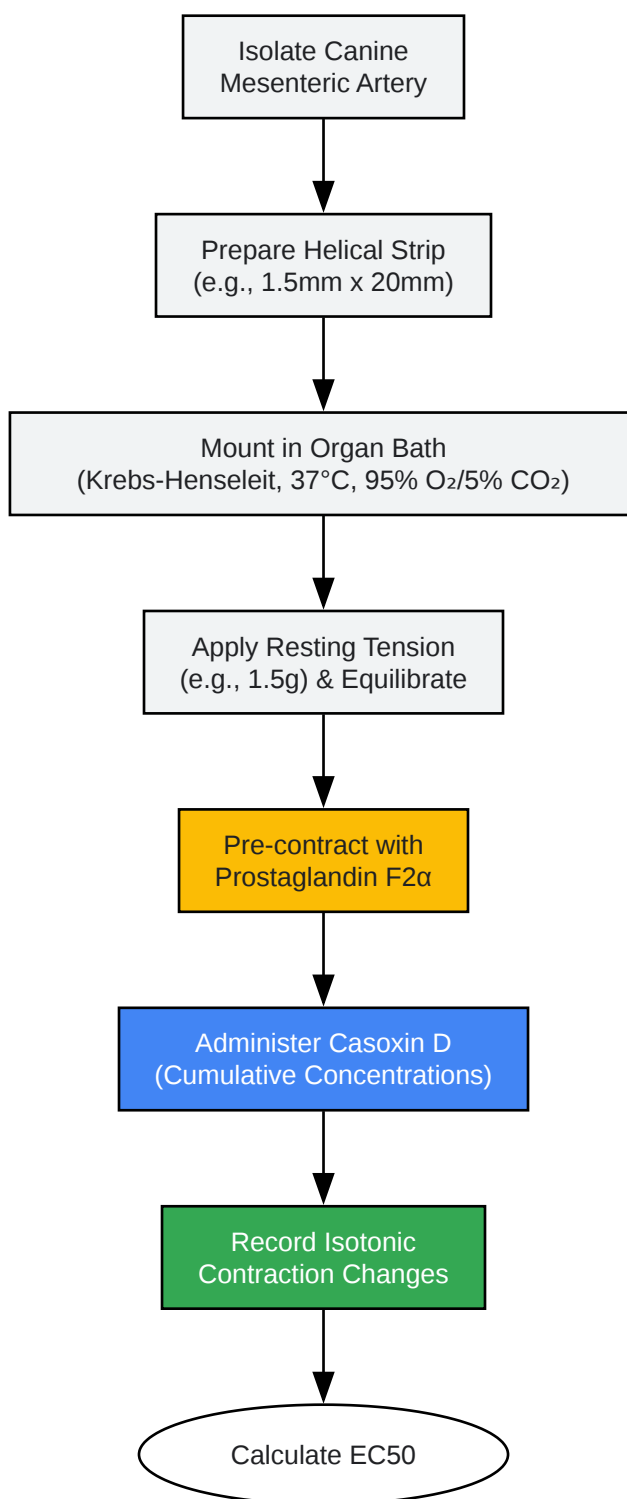 Isolate Canine
Mesenteric Artery
Prepare Helical Strip
(e.g., 1.5mm x 20mm)
Mount in Organ Bath
(Krebs-Henseleit, 37°C, 95% O₂/5% CO₂)
Apply Resting Tension
(e.g., 1.5g) & Equilibrate
Pre-contract with
Prostaglandin F2α
Administer Casoxin D
(Cumulative Concentrations)
Record Isotonic
Contraction Changes
Calculate EC50